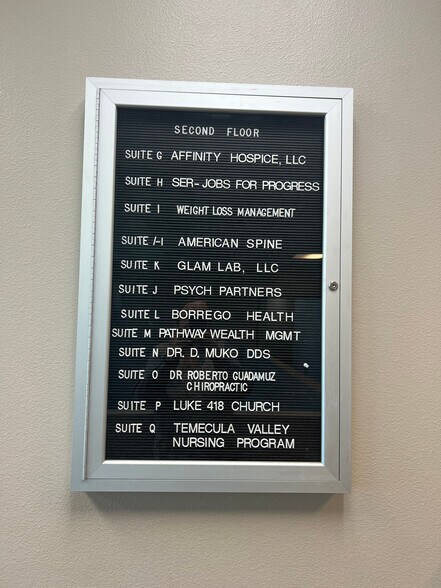 SECOND FLOOR
SUITE G AFFINITY HOSPICE, LLC
SUITE H SER-JOBS FOR PROGRESS
SUITE I WEIGHT LOSS MANAGEMENT
SUITE I-I AMERICAN SPINE
SUITE K GLAM LAB, LLC
SUITE J PSYCH PARTNERS
SUITE L BORREGO HEALTH
SUITE M PATHWAY WEALTH MGMT
SUITE N DR. D. MUKO DDS
SUITE O DR ROBERTO GUADAMUZ
CHIROPRACTIC
SUITE P LUKE 418 CHURCH
SUITE Q TEMECULA VALLEY
NURSING PROGRAM